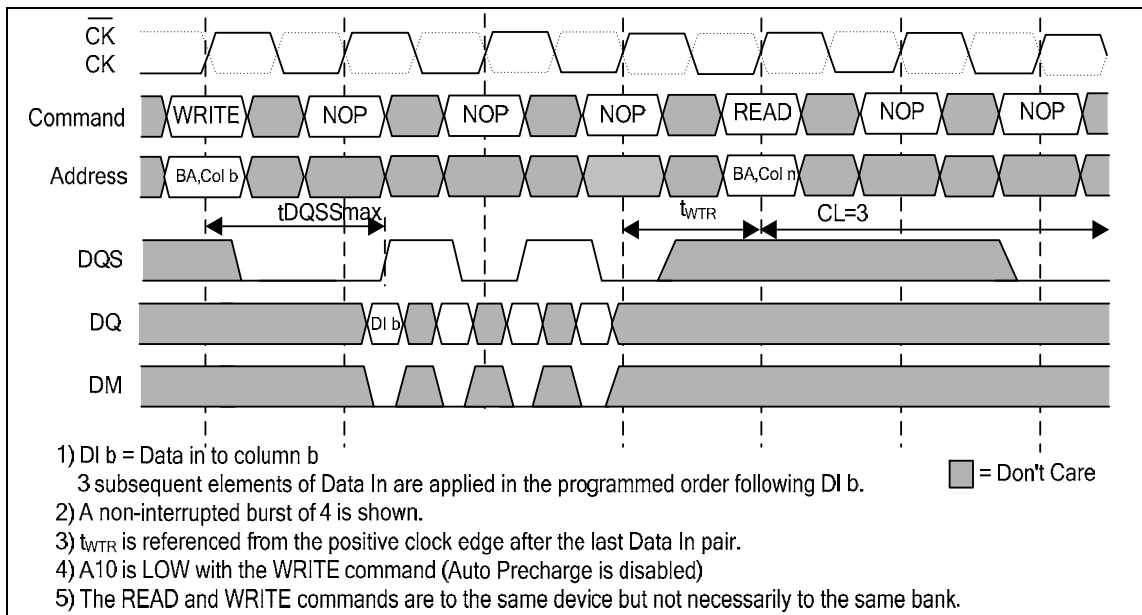 CK
CK
Command WRITE NOP NOP NOP READ NOP NOP
Address BA,Col b BA,Col n
tDQSSmax tWTR CL=3
DQS
DQ DI b
DM
1) DI b = Data in to column b
3 subsequent elements of Data In are applied in the programmed order following DI b.
= Don't Care
2) A non-interrupted burst of 4 is shown.
3) tWTR is referenced from the positive clock edge after the last Data In pair.
4) A10 is LOW with the WRITE command (Auto Precharge is disabled)
5) The READ and WRITE commands are to the same device but not necessarily to the same bank.